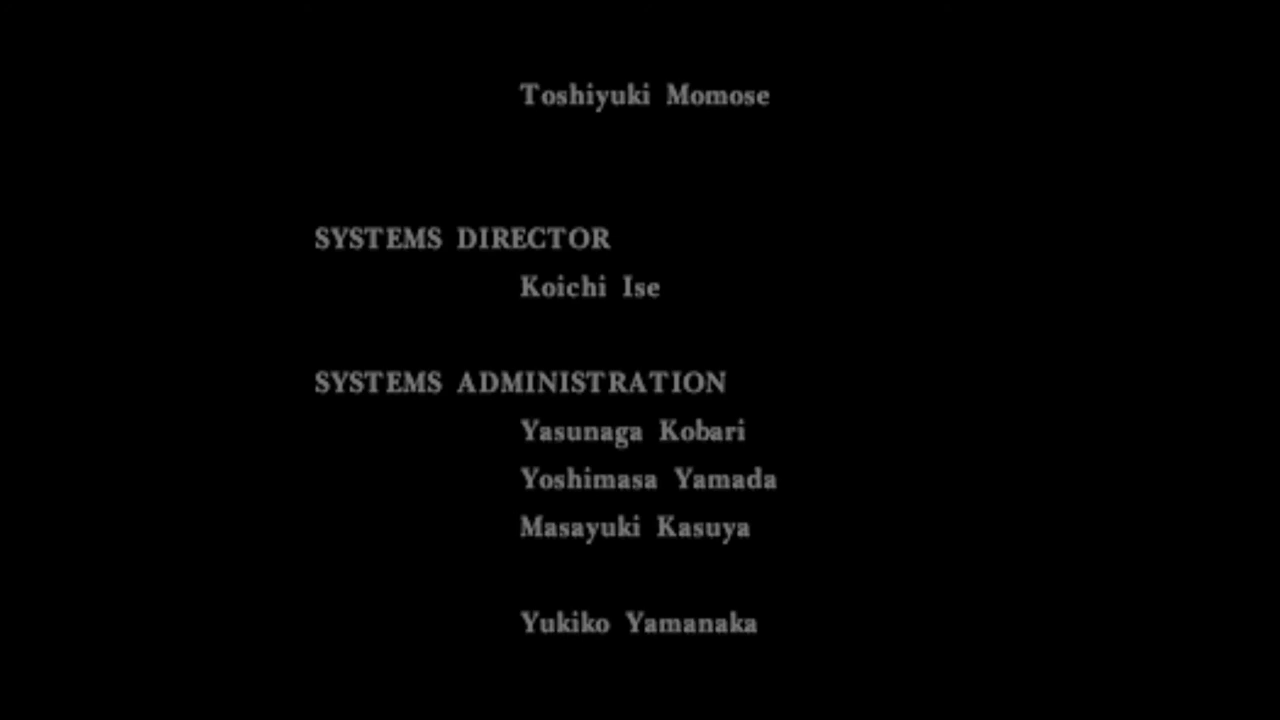 Toshiyuki Momose
SYSTEMS DIRECTOR
Koichi Ise
SYSTEMS ADMINISTRATION
Yasunaga Kobari
Yoshimasa Yamada
Masayuki Kasuya
Yukiko Yamanaka